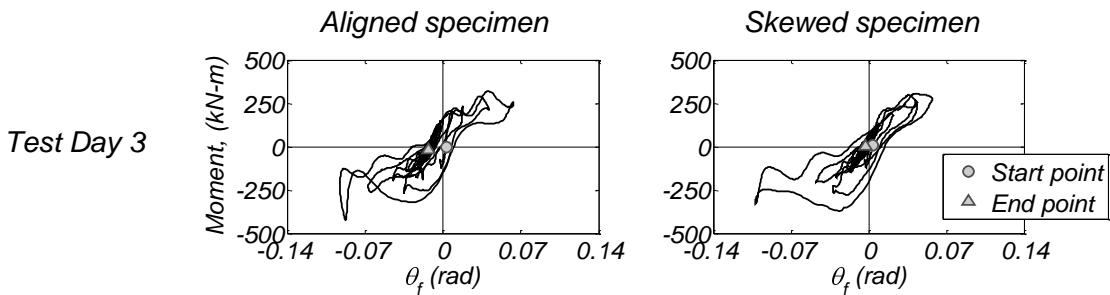 Aligned specimen
Skewed specimen
Test Day 3
Moment, (kN-m)
500
250
0
-250
-500
-0.14
-0.07
0
0.07
0.14
θf (rad)
500
250
0
-250
-500
-0.14
-0.07
0
0.07
0.14
θf (rad)
Start point
End point